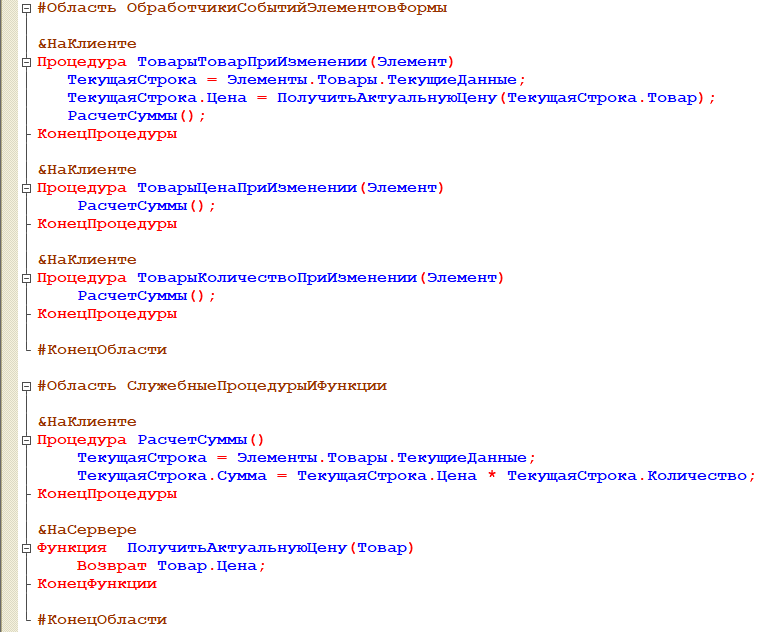 #Область ОбработчикиСобытийЭлементовФормы
&НаКлиенте
Процедура ТоварыТоварПриИзменении(Элемент)
ТекущаяСтрока = Элементы.Товары.ТекущиеДанные;
ТекущаяСтрока.Цена = ПолучитьАктуальнуюЦену(ТекущаяСтрока.Товар);
РасчетСуммы();
КонецПроцедуры
&НаКлиенте
Процедура ТоварыЦенаПриИзменении(Элемент)
РасчетСуммы();
КонецПроцедуры
&НаКлиенте
Процедура ТоварыКоличествоПриИзменении(Элемент)
РасчетСуммы();
КонецПроцедуры
#КонецОбласти
#Область СлужебныеПроцедурыИФункции
&НаКлиенте
Процедура РасчетСуммы()
ТекущаяСтрока = Элементы.Товары.ТекущиеДанные;
ТекущаяСтрока.Сумма = ТекущаяСтрока.Цена * ТекущаяСтрока.Количество;
КонецПроцедуры
&НаСервере
Функция  ПолучитьАктуальнуюЦену(Товар)
Возврат Товар.Цена;
КонецФункции
#КонецОбласти